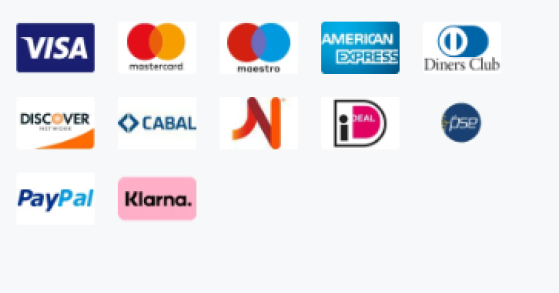 VISA
mastercard
maestro
AMERICAN
EXPRESS
Diners Club
DISCOVER
NETWORK
CABAL
N
iDEAL
pse
PayPal
Klarna.